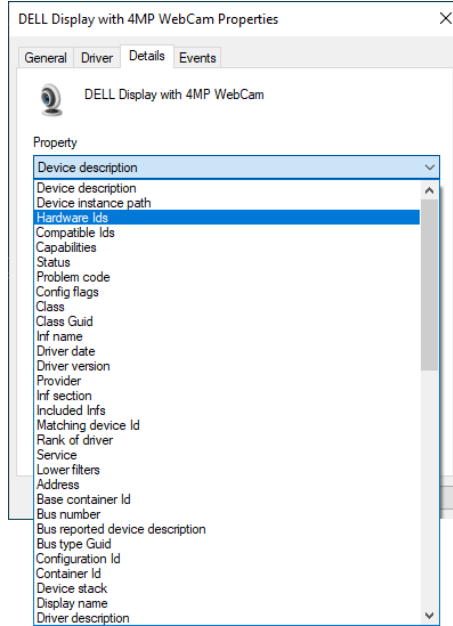 DELL Display with 4MP WebCam Properties
General Driver Details Events
DELL Display with 4MP WebCam
Property
Device description
Device description
Device instance path
Hardware Ids
Compatible Ids
Capabilities
Status
Problem code
Config flags
Class
Class Guid
Inf name
Driver date
Driver version
Provider
Inf section
Included Infs
Matching device Id
Rank of driver
Service
Lower filters
Address
Base container Id
Bus number
Bus reported device description
Bus type Guid
Configuration Id
Container Id
Device stack
Display name
Driver description